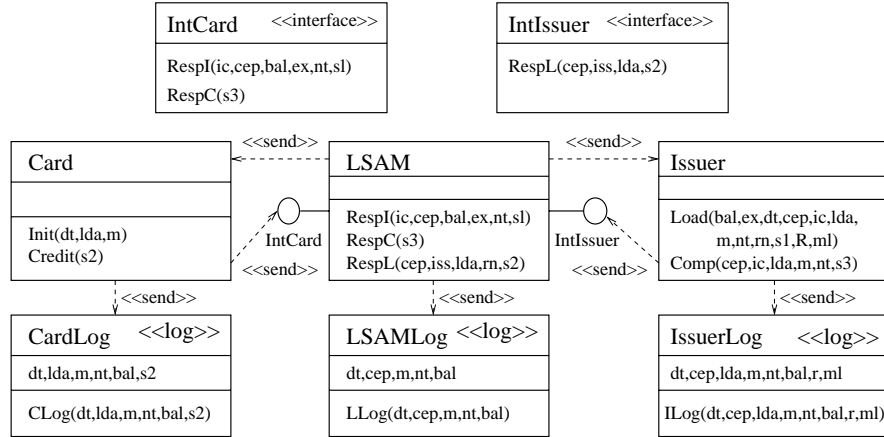 IntCard <<interface>>
RespI(ic,cep,bal,ex,nt,sl)
RespC(s3)
IntIssuer <<interface>>
RespL(cep,iss,lda,s2)
<<send>>
<<send>>
Card
Init(dt,lda,m)
Credit(s2)
IntCard
<<send>>
LSAM
RespI(ic,cep,bal,ex,nt,sl)
RespC(s3)
RespL(cep,iss,lda,rn,s2)
IntIssuer
<<send>>
Issuer
Load(bal,ex,dt,cep,ic,lda,
m,nt,rn,s1,R,ml)
Comp(cep,ic,lda,m,nt,s3)
<<send>>
<<send>>
<<send>>
CardLog <<log>>
dt,lda,m,nt,bal,s2
CLog(dt,lda,m,nt,bal,s2)
LSAMLog <<log>>
dt,cep,m,nt,bal
LLog(dt,cep,m,nt,bal)
IssuerLog <<log>>
dt,cep,lda,m,nt,bal,r,ml
ILog(dt,cep,lda,m,nt,bal,r,ml)